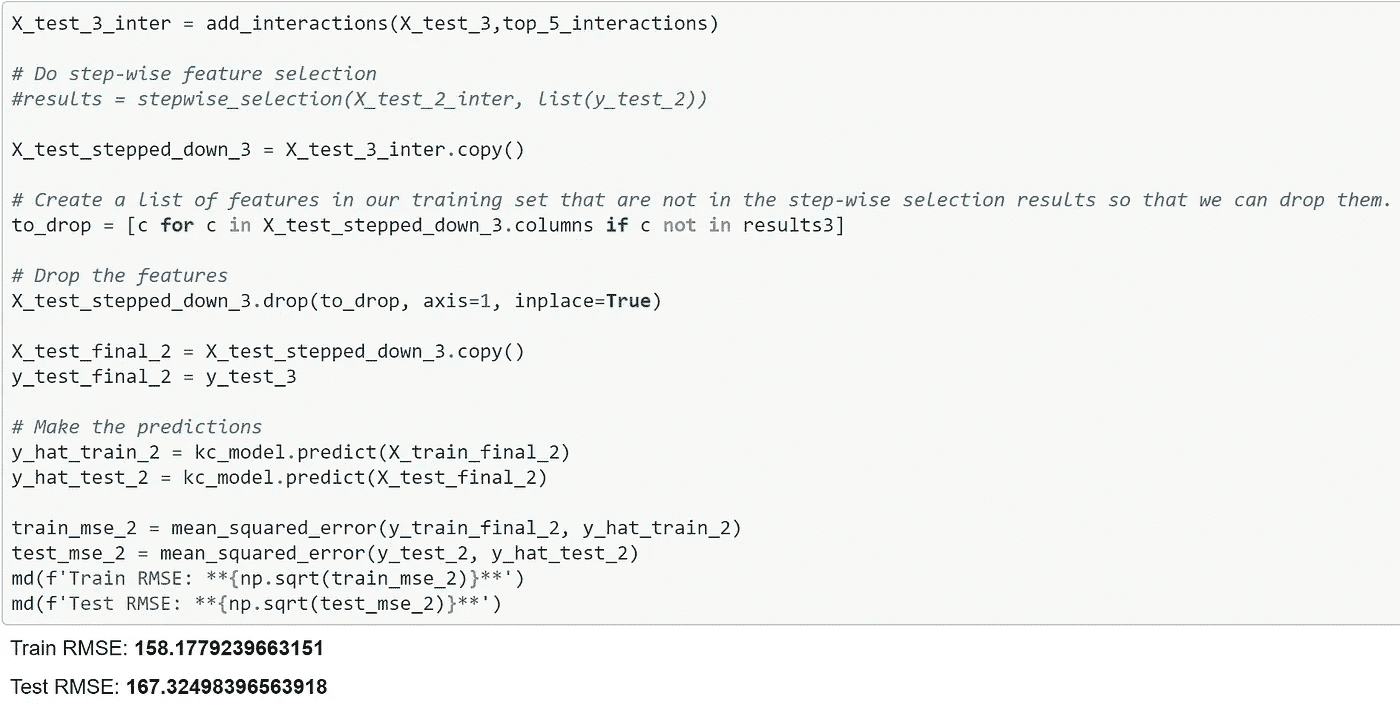 X_test_3_inter = add_interactions(X_test_3,top_5_interactions)
# Do step-wise feature selection
#results = stepwise_selection(X_test_2_inter, list(y_test_2))
X_test_stepped_down_3 = X_test_3_inter.copy()
# Create a list of features in our training set that are not in the step-wise selection results so that we can drop them.
to_drop = [c for c in X_test_stepped_down_3.columns if c not in results3]
# Drop the features
X_test_stepped_down_3.drop(to_drop, axis=1, inplace=True)
X_test_final_2 = X_test_stepped_down_3.copy()
y_test_final_2 = y_test_3
# Make the predictions
y_hat_train_2 = kc_model.predict(X_train_final_2)
y_hat_test_2 = kc_model.predict(X_test_final_2)
train_mse_2 = mean_squared_error(y_train_final_2, y_hat_train_2)
test_mse_2 = mean_squared_error(y_test_2, y_hat_test_2)
md(f'Train RMSE: **{np.sqrt(train_mse_2)}**')
md(f'Test RMSE: **{np.sqrt(test_mse_2)}**')
Train RMSE: 158.1779239663151
Test RMSE: 167.32498396563918